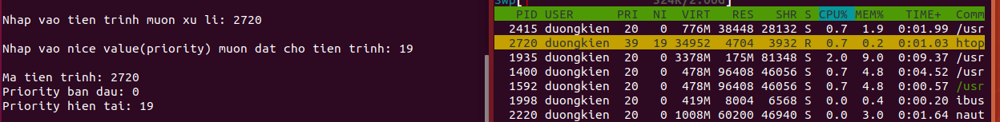 Nhap vao tien trinh muon xu li: 2720
Nhap vao nice value(priority) muon dat cho tien trinh: 19
Ma tien trinh: 2720
Priority ban dau: 0
Priority hien tai: 19
Swp[ 324K/2.00G]
PID USER PRI NI VIRT RES SHR S CPU% MEM% TIME+ Comm
2415 duongkien 20 0 776M 38448 28132 S 0.7 1.9 0:01.99 /usr
2720 duongkien 39 19 34952 4704 3932 R 0.7 0.2 0:01.03 htop
1935 duongkien 20 0 3378M 175M 81348 S 2.0 9.0 0:09.37 /usr
1400 duongkien 20 0 478M 96408 46056 S 0.7 4.8 0:04.52 /usr
1592 duongkien 20 0 478M 96408 46056 S 0.7 4.8 0:00.57 /usr
1998 duongkien 20 0 419M 8004 6568 S 0.0 0.4 0:00.20 ibus
2220 duongkien 20 0 1008M 60200 46940 S 0.0 3.0 0:01.64 naut